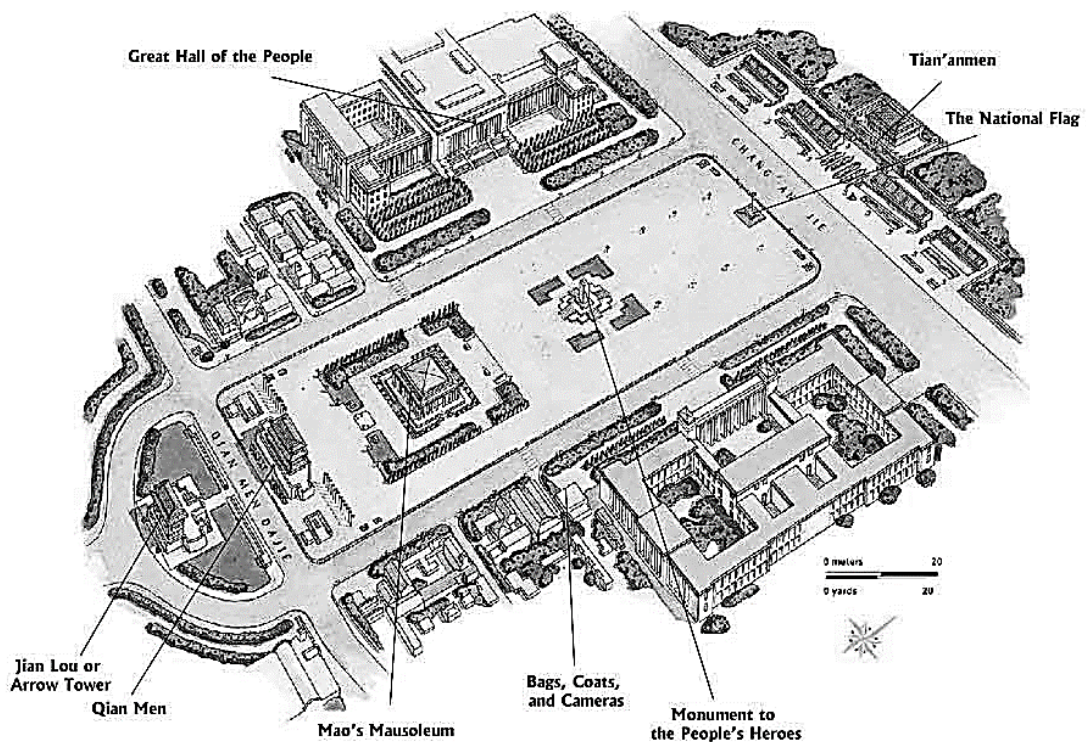 Great Hall of the People
Tian'anmen
The National Flag
CHANG'AN JIE
QIAN MEN DAJIE
0 meters 20
0 yards 20
Jian Lou or
Arrow Tower
Qian Men
Mao's Mausoleum
Bags, Coats,
and Cameras
Monument to
the People's Heroes